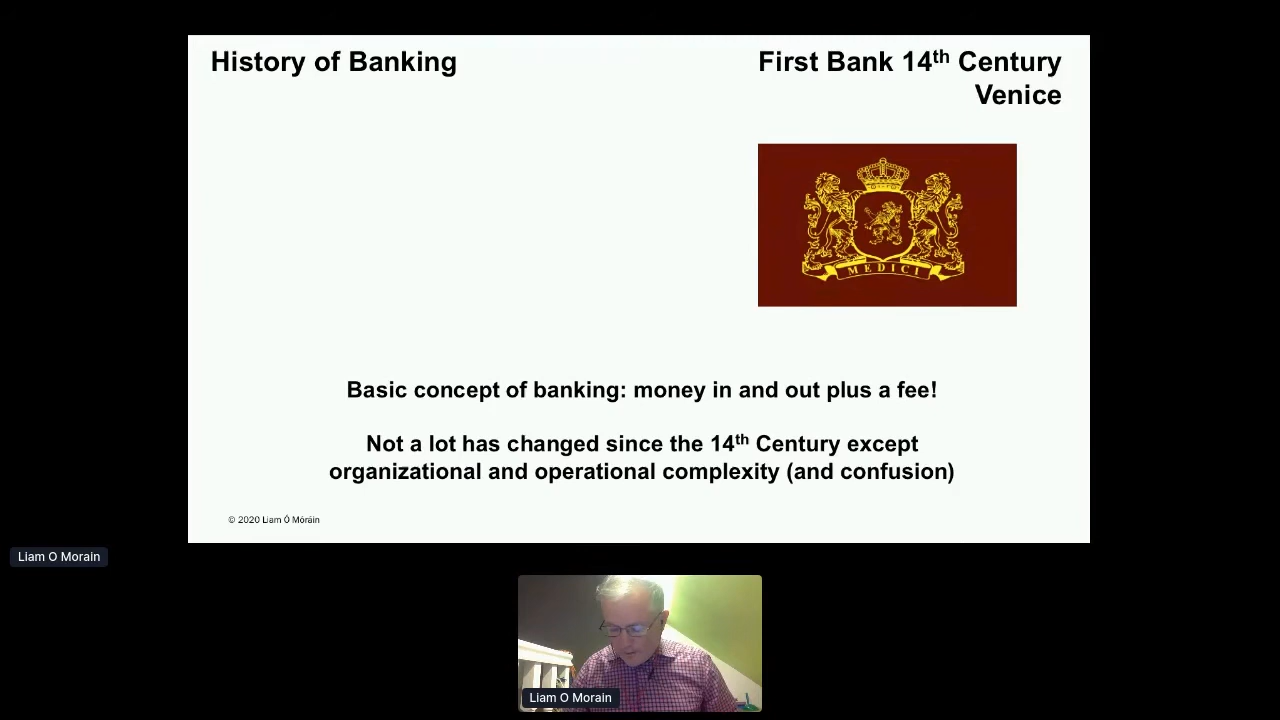 History of Banking
First Bank 14th Century
Venice
MEDICI
Basic concept of banking: money in and out plus a fee!
Not a lot has changed since the 14th Century except
organizational and operational complexity (and confusion)
© 2020 Liam Ó Móráin
Liam O Morain
Liam O Morain